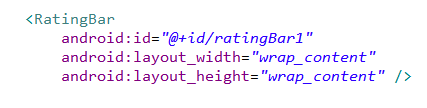 <RatingBar
android:id="@+id/ratingBar1"
android:layout_width="wrap_content"
android:layout_height="wrap_content" />